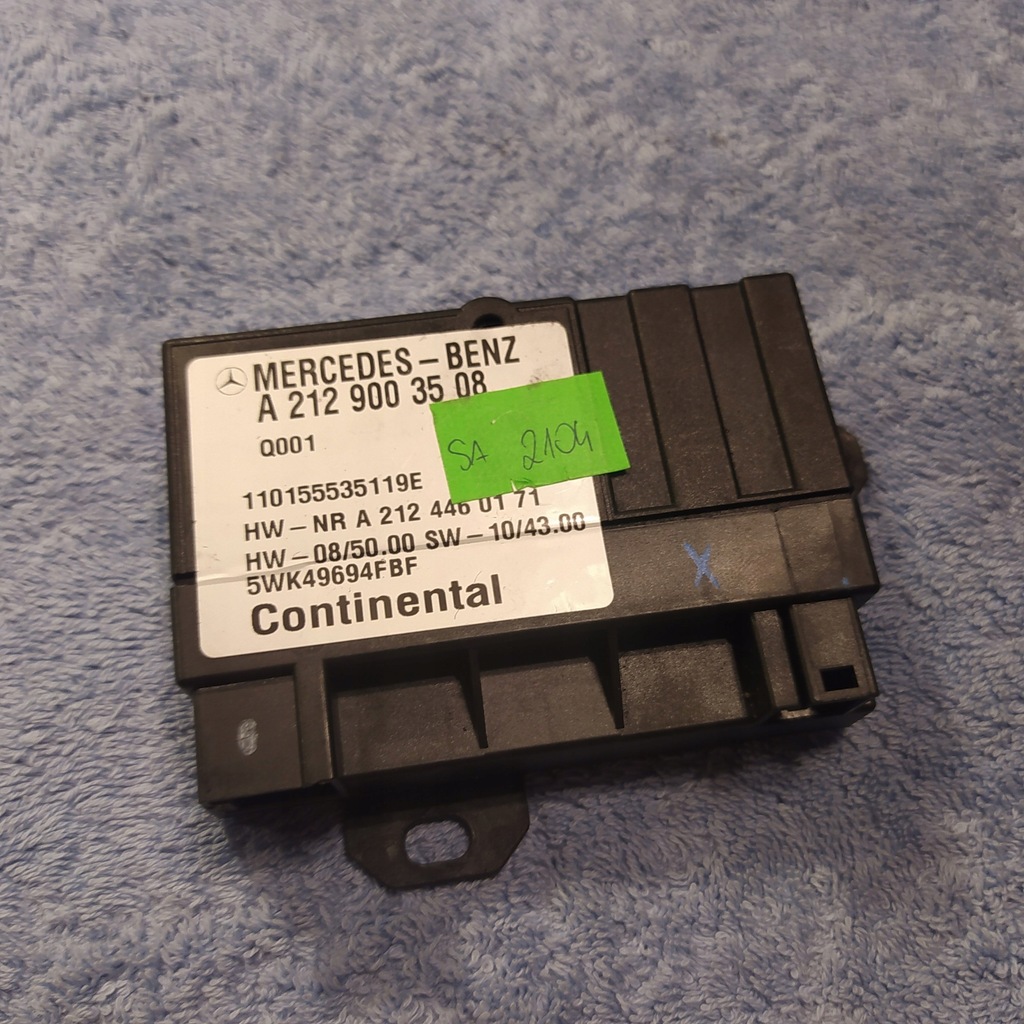 MERCEDES-BENZ
A 212 900 35 08
Q001
SA 2104
110155535119E
HW-NR A 212 446 01 71
HW-08/50.00 SW-10/43.00
5WK49694FBF
Continental
X